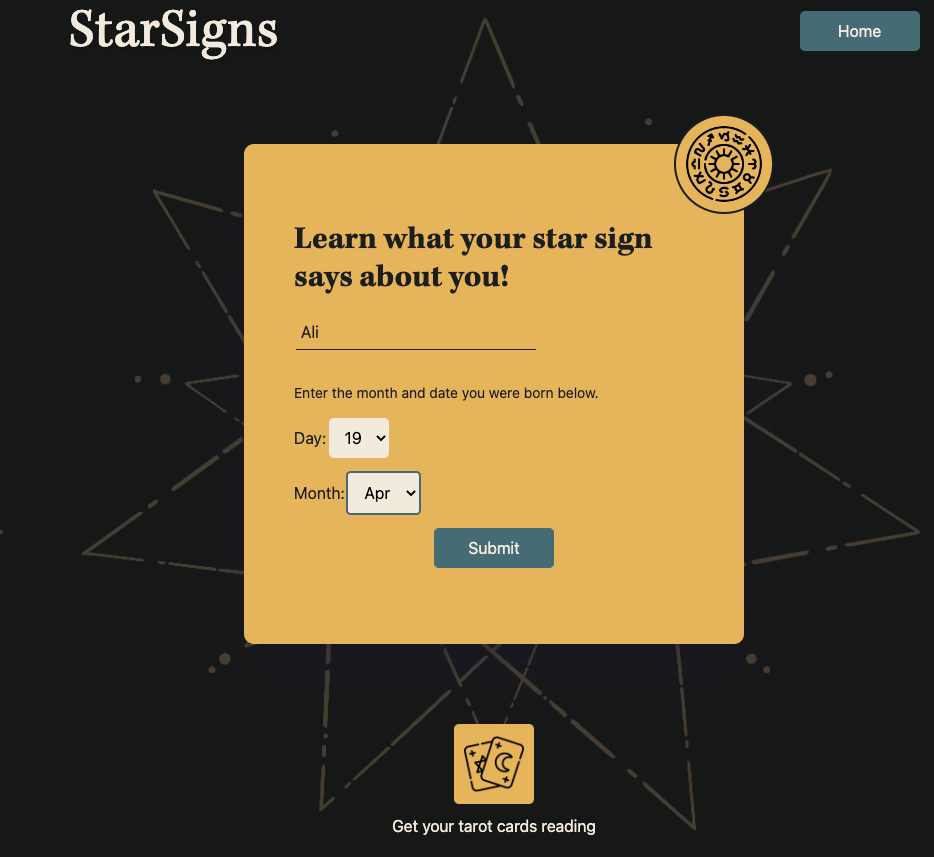 StarSigns
Home
Learn what your star sign
says about you!
Ali
Enter the month and date you were born below.
Day: 19
Month: Apr
Submit
Get your tarot cards reading